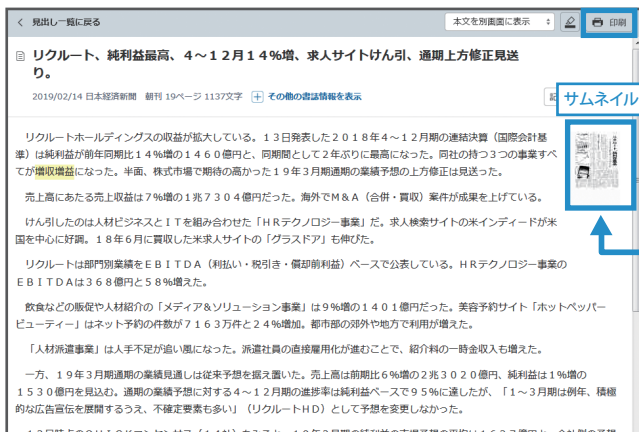 見出し一覧に戻る
本文を別画面に表示
印刷
リクルート、純利益最高、4～12月14％増、求人サイトけん引、通期上方修正見送
り。
2019/02/14 日本経済新聞 朝刊 19ページ 1137文字 その他の書誌情報を表示
記
サムネイル
リクルートホールディングスの収益が拡大している。13日発表した2018年4～12月期の連結決算（国際会計基
準）は純利益が前年同期比14％増の1460億円と、同期間として2年ぶりに最高になった。同社の持つ3つの事業すべ
てが増収増益になった。半面、株式市場で期待の高かった19年3月期通期の業績予想の上方修正は見送った。
売上高にあたる売上収益は7％増の1兆7304億円だった。海外でM＆A（合併・買収）案件が成果を上げている。
けん引したのは人材ビジネスとITを組み合わせた「HRテクノロジー事業」だ。求人検索サイトの米インディードが米
国を中心に好調。18年6月に買収した米求人サイトの「グラスドア」も伸びた。
リクルートは部門別業績をEBITDA（利払い・税引き・償却前利益）ベースで公表している。HRテクノロジー事業の
EBITDAは368億円と58％増えた。
飲食などの販促や人材紹介の「メディア＆ソリューション事業」は9％増の1401億円だった。美容予約サイト「ホットペッパー
ビューティー」はネット予約の件数が7163万件と24％増加。都市部の郊外や地方で利用が増えた。
「人材派遣事業」は人手不足が追い風になった。派遣社員の直接雇用化が進むことで、紹介料の一時金収入も増えた。
一方、19年3月期通期の業績見通しは従来予想を据え置いた。売上高は前期比6％増の2兆3020億円、純利益は1％増の
1530億円を見込む。通期の業績予想に対する4～12月期の進捗率は純利益ベースで95％に達したが、「1～3月期は例年、積極
的な広告宣伝を展開するうえ、不確定要素も多い」（リクルートHD）として予想を変更しなかった。